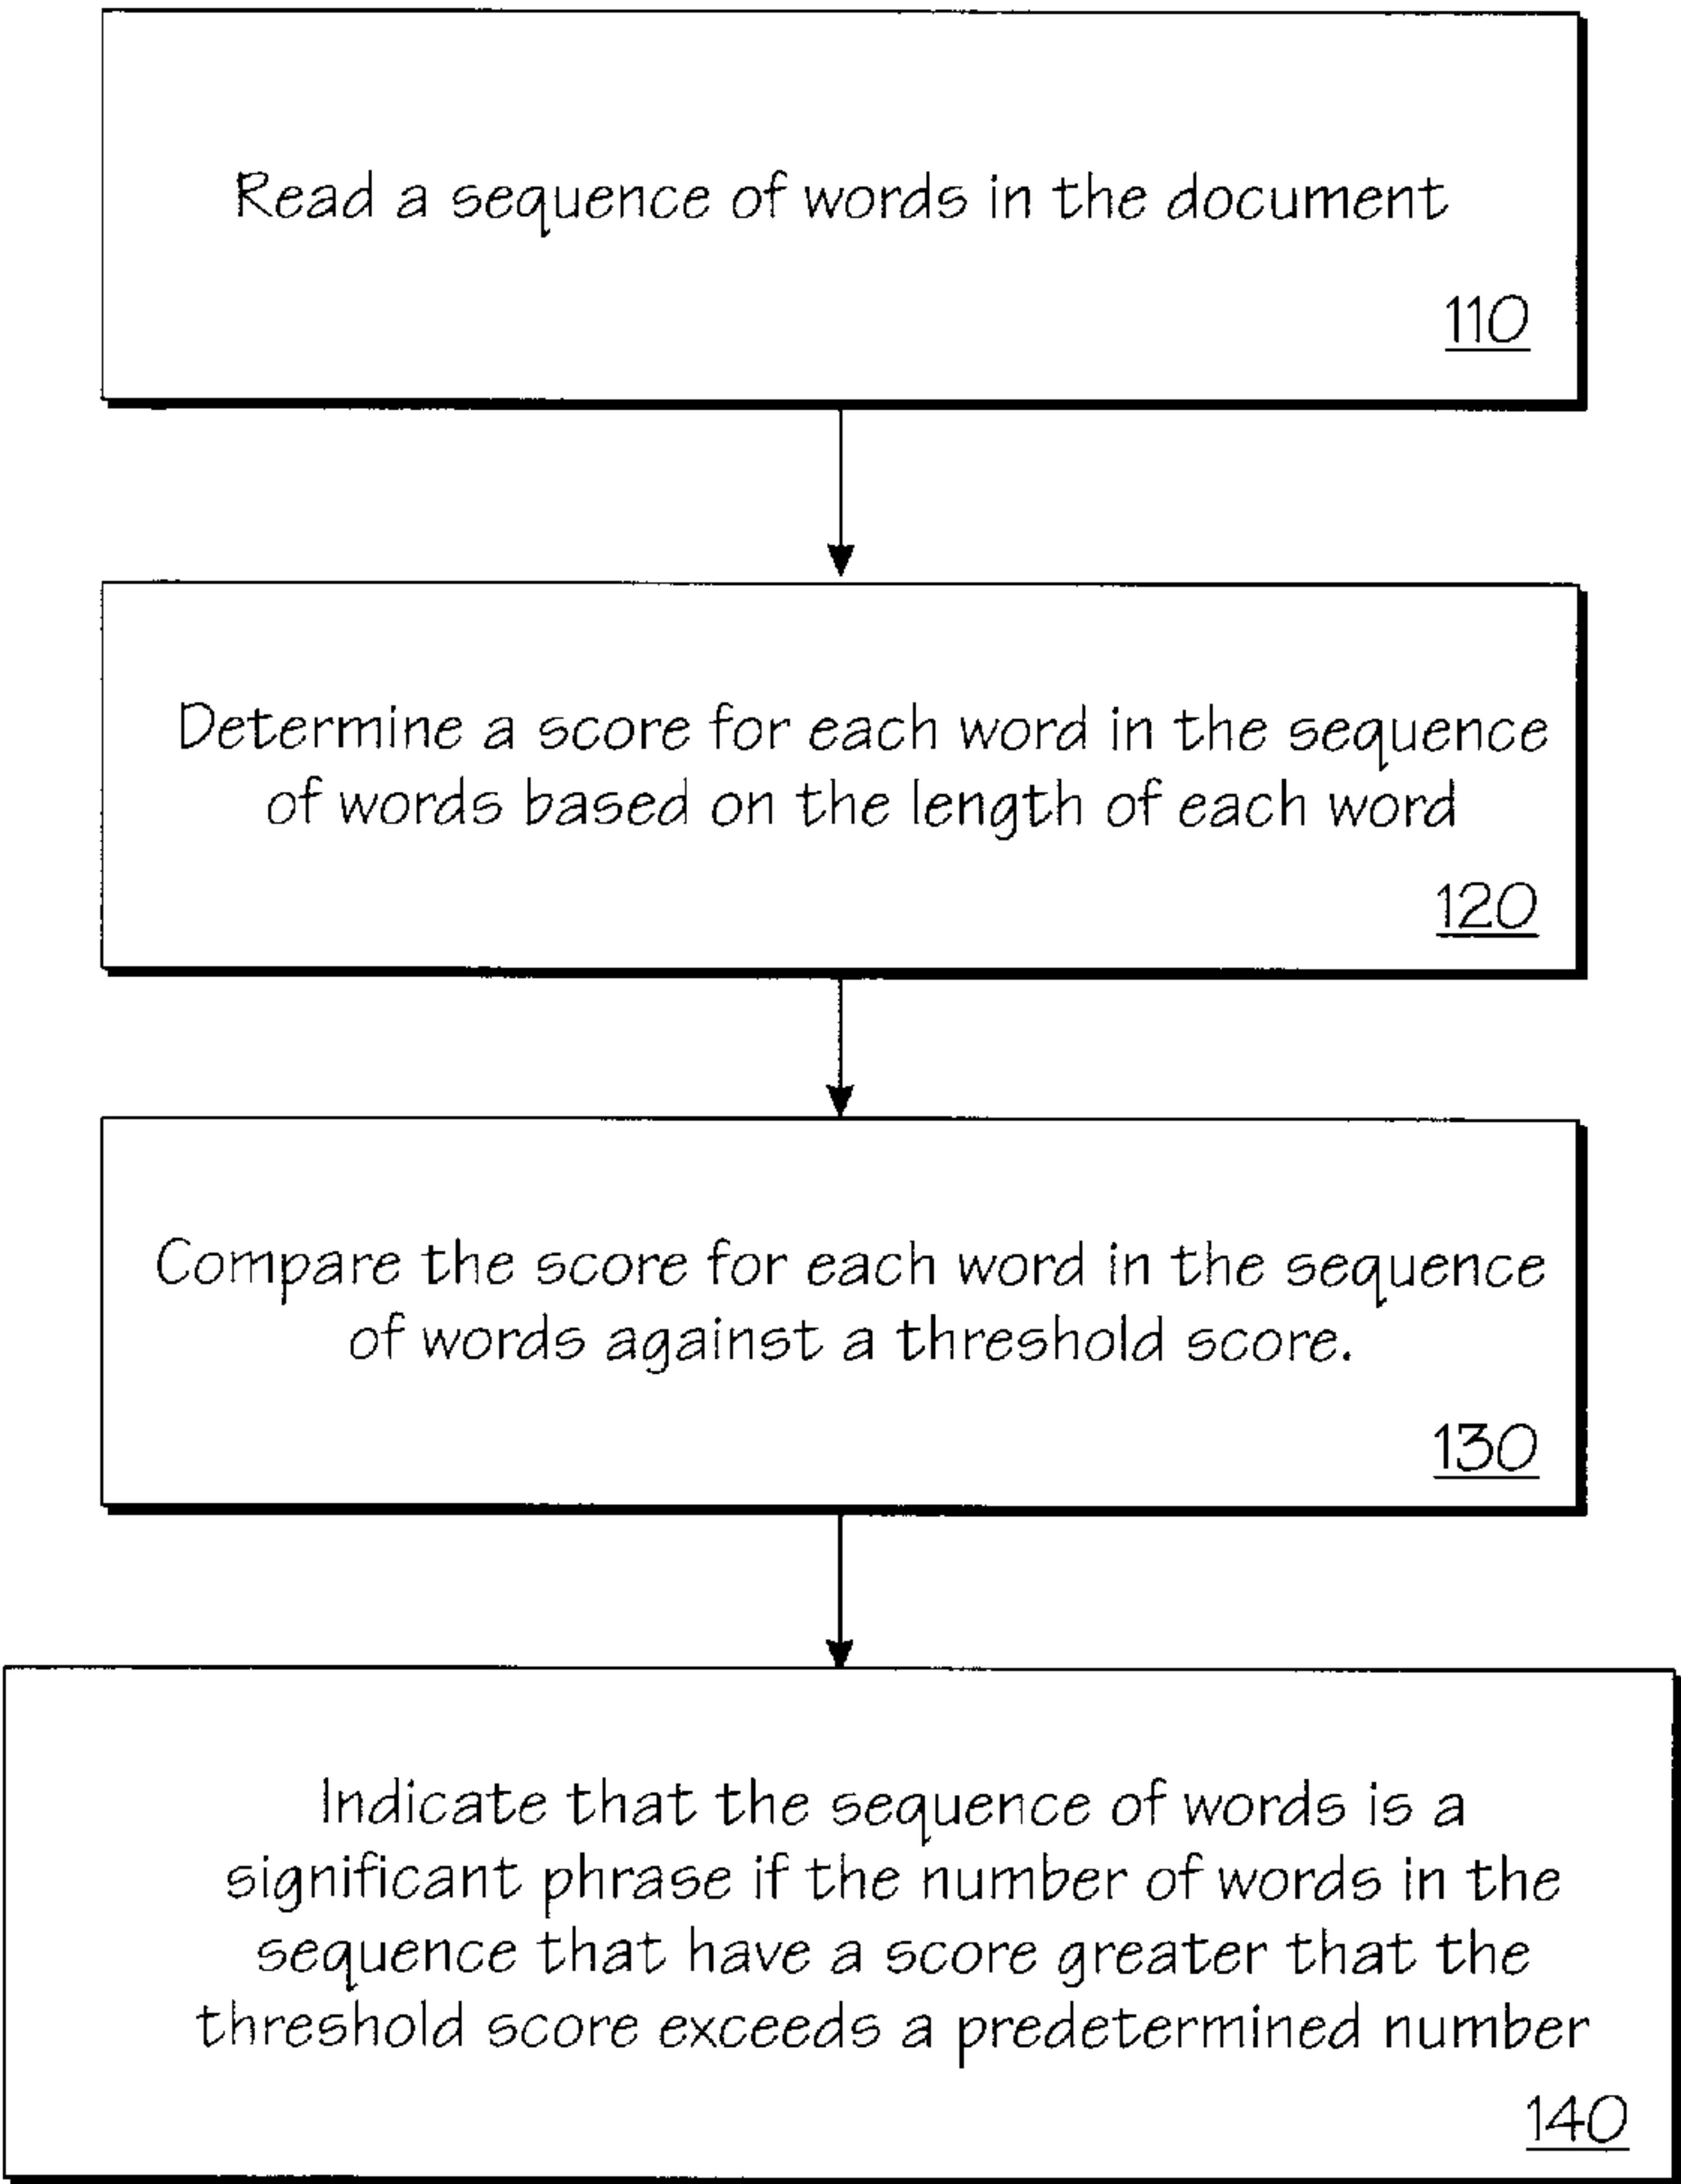 Read a sequence of words in the document
110
Determine a score for each word in the sequence
of words based on the length of each word
120
Compare the score for each word in the sequence
of words against a threshold score.
130
Indicate that the sequence of words is a
significant phrase if the number of words in the
sequence that have a score greater that the
threshold score exceeds a predetermined number
140